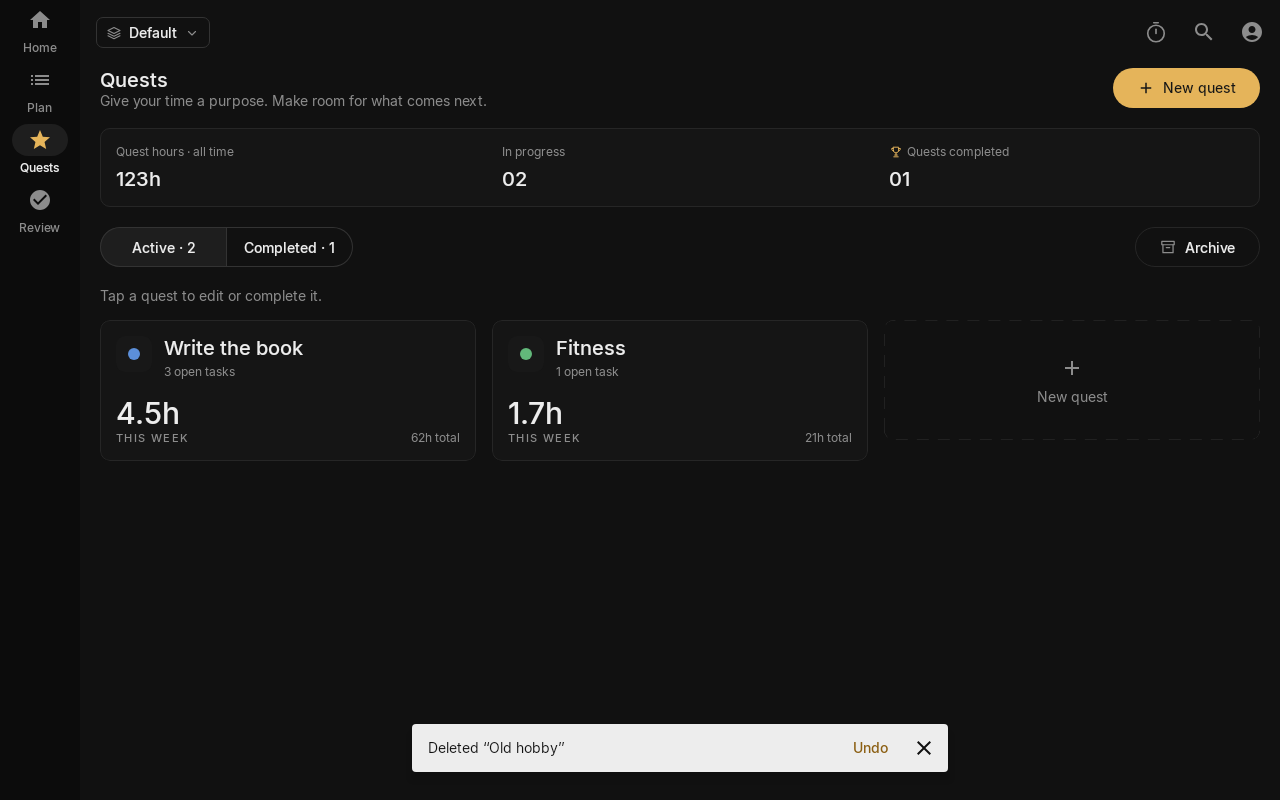 Home
Plan
Quests
Review
Default
Quests
Give your time a purpose. Make room for what comes next.
New quest
Quest hours · all time
123h
In progress
02
Quests completed
01
Active · 2
Completed · 1
Archive
Tap a quest to edit or complete it.
Write the book
3 open tasks
4.5h
THIS WEEK
62h total
Fitness
1 open task
1.7h
THIS WEEK
21h total
New quest
Deleted “Old hobby”
Undo